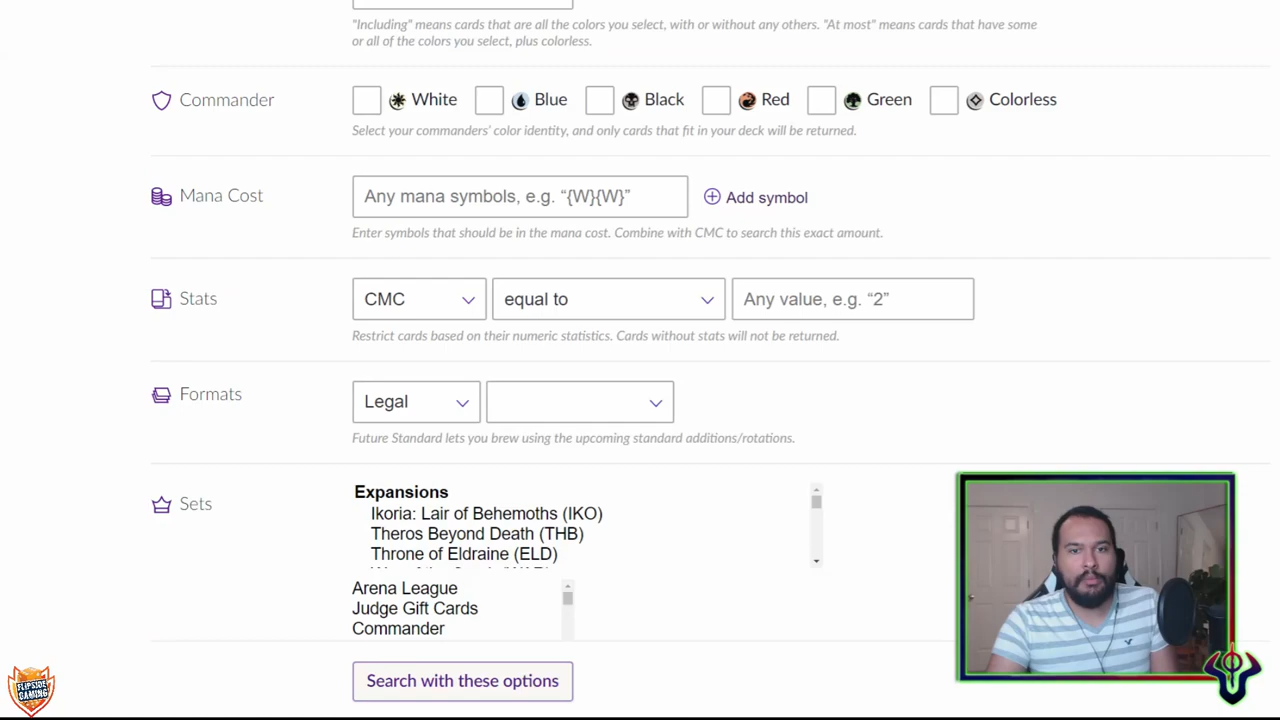 "Including" means cards that are all the colors you select, with or without any others. "At most" means cards that have some
or all of the colors you select, plus colorless.
Commander White Blue Black Red Green Colorless
Select your commanders' color identity, and only cards that fit in your deck will be returned.
Mana Cost Any mana symbols, e.g. “{W}{W}” Add symbol
Enter symbols that should be in the mana cost. Combine with CMC to search this exact amount.
Stats CMC equal to Any value, e.g. “2”
Restrict cards based on their numeric statistics. Cards without stats will not be returned.
Formats Legal
Future Standard lets you brew using the upcoming standard additions/rotations.
Sets Expansions
Ikoria: Lair of Behemoths (IKO)
Theros Beyond Death (THB)
Throne of Eldraine (ELD)
Arena League
Judge Gift Cards
Commander
Search with these options
FLIPSIDE
GAMING